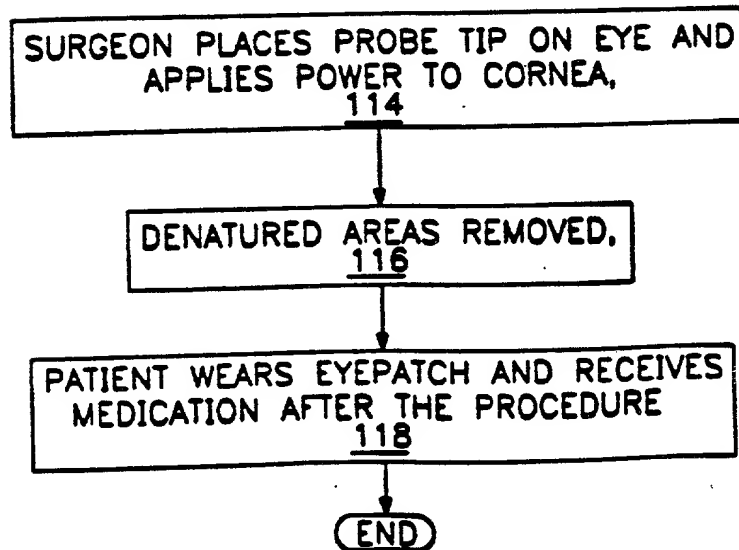 SURGEON PLACES PROBE TIP ON EYE AND
APPLIES POWER TO CORNEA,
114
DENATURED AREAS REMOVED,
116
PATIENT WEARS EYEPATCH AND RECEIVES
MEDICATION AFTER THE PROCEDURE
118
END